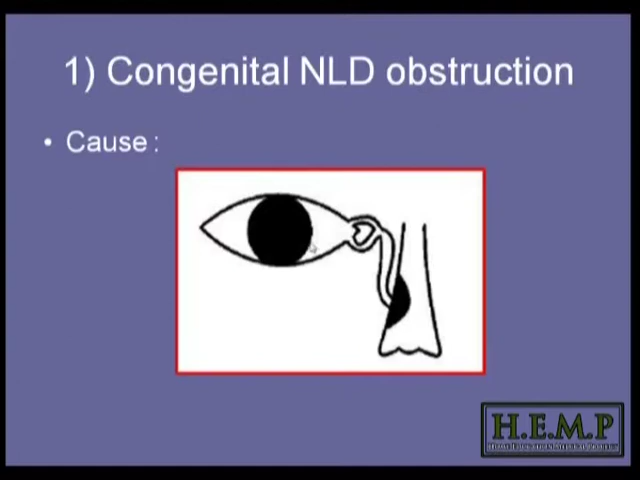 1) Congenital NLD obstruction
• Cause :
H.E.M.P